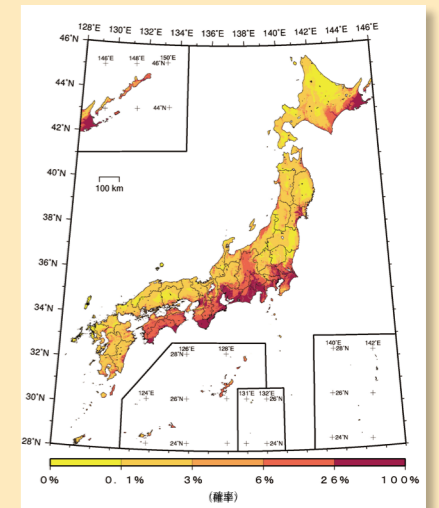 128°E 130°E 132°E 134°E 136°E 138°E 140°E 142°E 144°E 146°E
46°N
146°E 148°E 150°E
46°N
44°N
44°N
42°N
100 km
40°N
38°N
36°N
34°N
32°N
30°N
28°N
126°E 128°E
28°N
124°E 26°N 131°E 132°E 26°N
24°N 24°N
140°E 142°E
28°N
26°N
24°N
0% 0.1% 3% 6% 26% 100%
(確率)